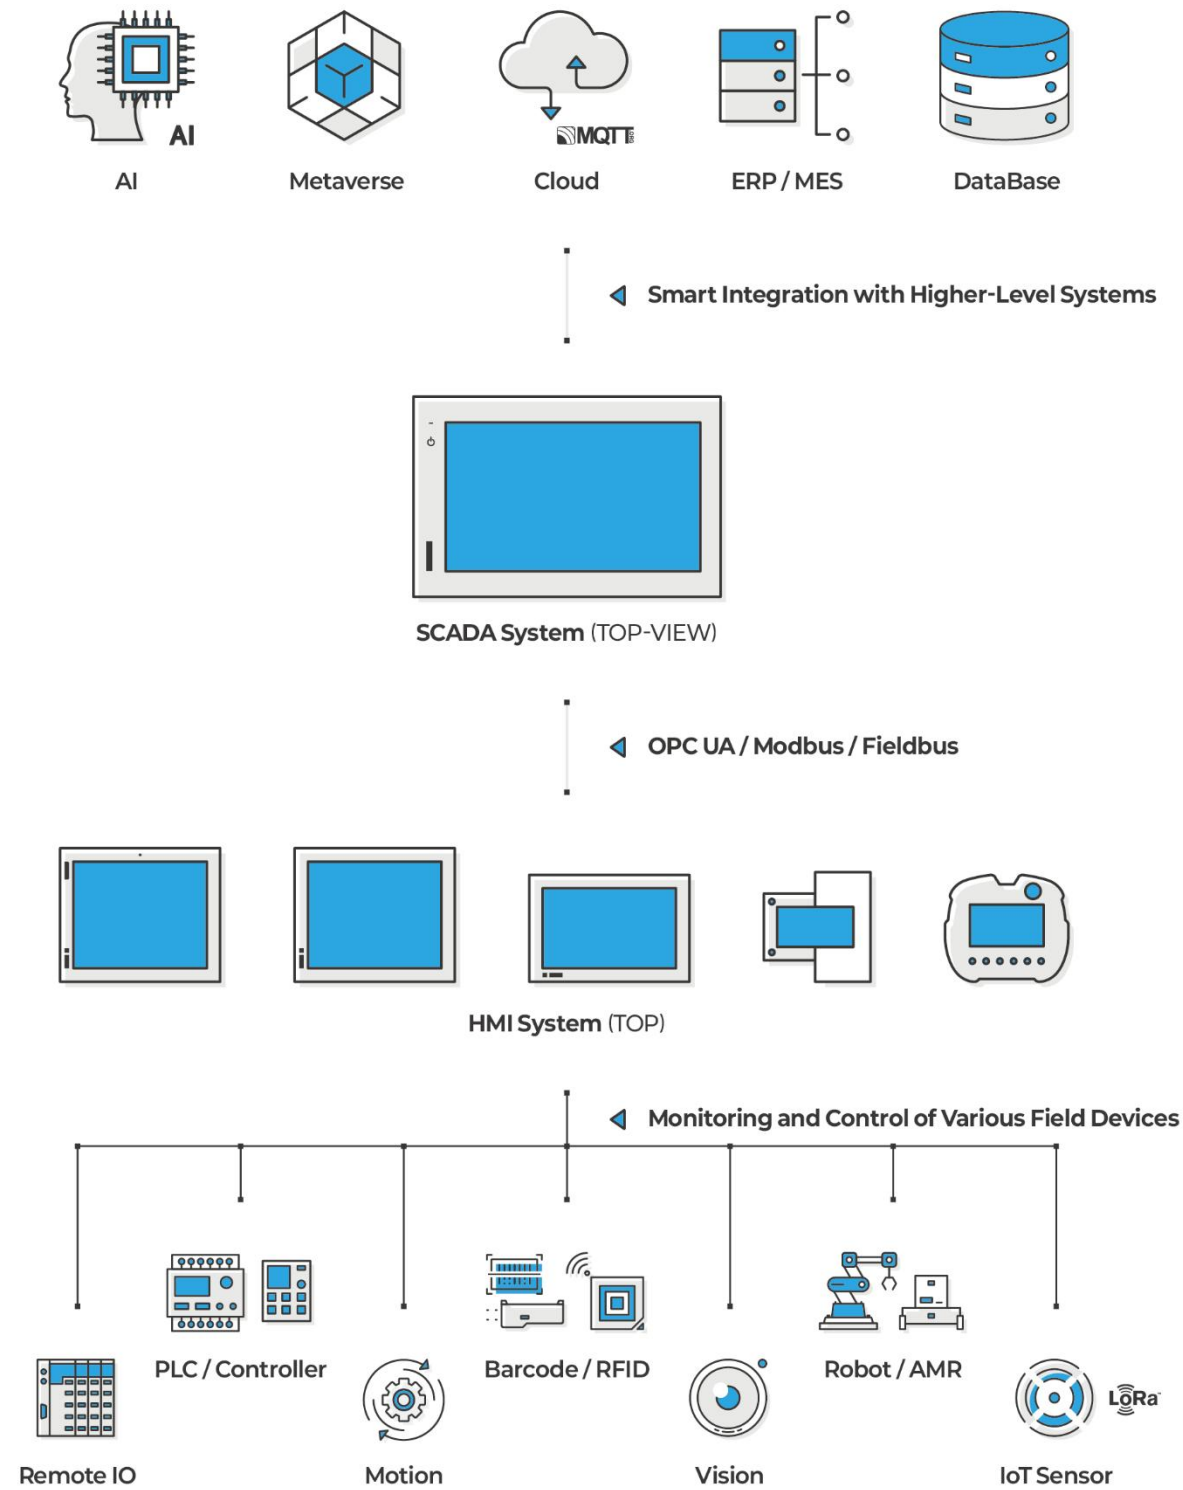 AI
MQTT
AI
Metaverse
Cloud
ERP / MES
DataBase
Smart Integration with Higher-Level Systems
SCADA System (TOP-VIEW)
OPC UA / Modbus / Fieldbus
HMI System (TOP)
Monitoring and Control of Various Field Devices
PLC / Controller
Barcode / RFID
Robot / AMR
LoRa
Remote IO
Motion
Vision
IoT Sensor